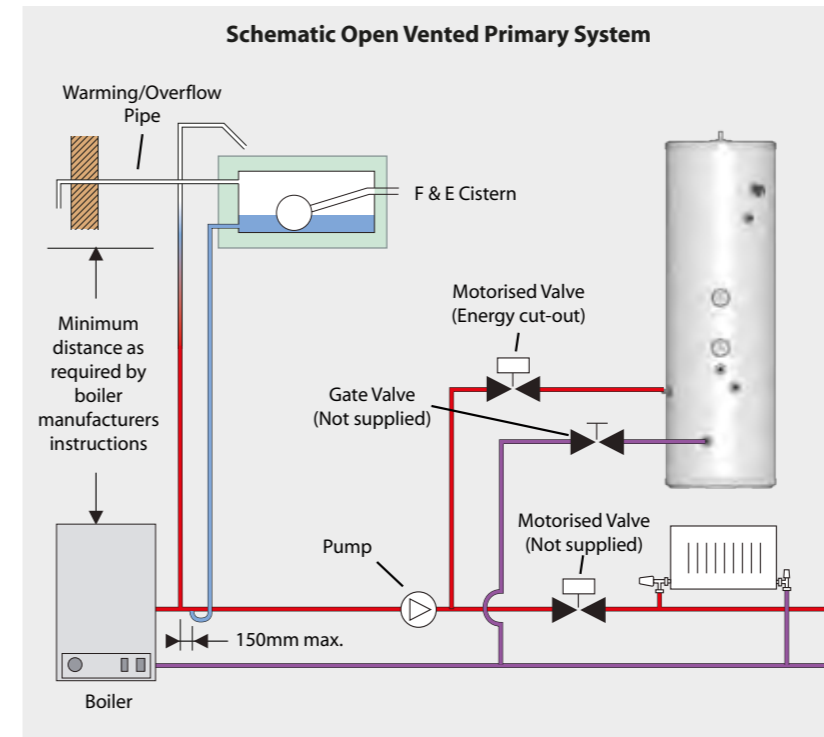 Schematic Open Vented Primary System
Warming/Overflow
Pipe
F & E Cistern
Minimum
distance as
required by
boiler
manufacturers
instructions
Motorised Valve
(Energy cut-out)
Gate Valve
(Not supplied)
Motorised Valve
(Not supplied)
Pump
150mm max.
Boiler